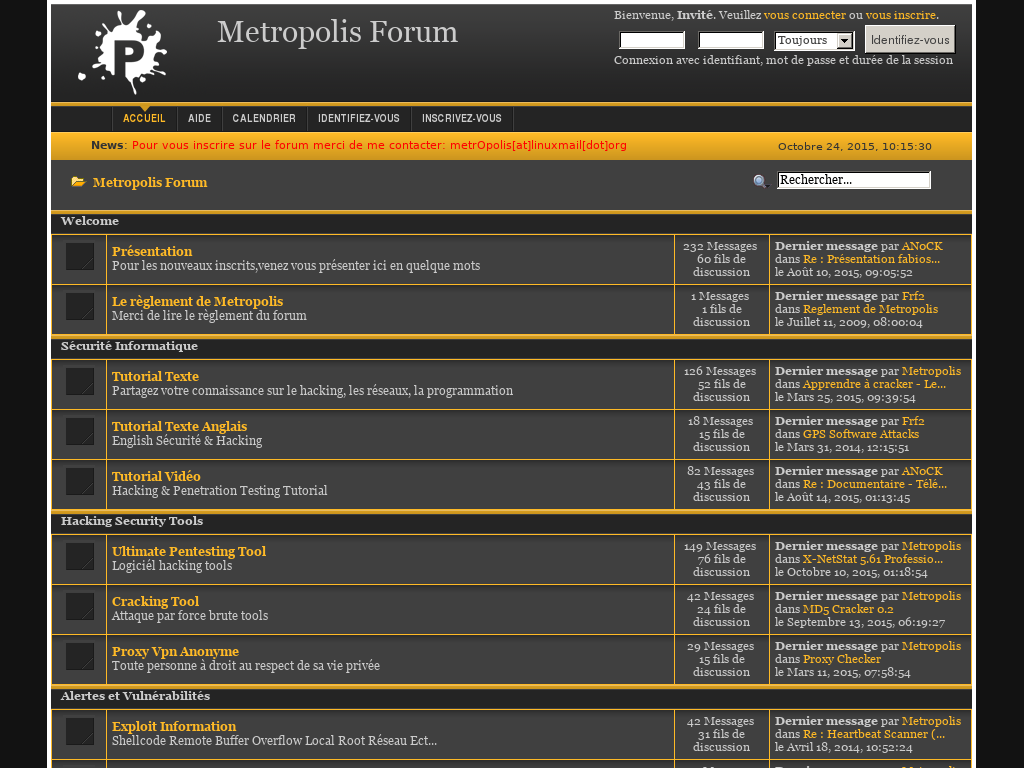 Metropolis Forum
Bienvenue, Invité. Veuillez vous connecter ou vous inscrire.
Toujours
Identifiez-vous
Connexion avec identifiant, mot de passe et durée de la session
ACCUEIL AIDE CALENDRIER IDENTIFIEZ-VOUS INSCRIVEZ-VOUS
News: Pour vous inscrire sur le forum merci de me contacter: metrOpolis[at]linuxmail[dot]org
Octobre 24, 2015, 10:15:30
Metropolis Forum
Rechercher...
Welcome
Présentation
Pour les nouveaux inscrits,venez vous présenter ici en quelque mots
232 Messages
60 fils de
discussion
Dernier message par ANoCK
dans Re : Présentation fabios...
le Août 10, 2015, 09:05:52
Le règlement de Metropolis
Merci de lire le règlement du forum
1 Messages
1 fils de
discussion
Dernier message par Frf2
dans Reglement de Metropolis
le Juillet 11, 2009, 08:00:04
Sécurité Informatique
Tutorial Texte
Partagez votre connaissance sur le hacking, les réseaux, la programmation
126 Messages
52 fils de
discussion
Dernier message par Metropolis
dans Apprendre à cracker - Le...
le Mars 25, 2015, 09:39:54
Tutorial Texte Anglais
English Sécurité & Hacking
18 Messages
15 fils de
discussion
Dernier message par Frf2
dans GPS Software Attacks
le Mars 31, 2014, 12:15:51
Tutorial Vidéo
Hacking & Penetration Testing Tutorial
82 Messages
43 fils de
discussion
Dernier message par ANoCK
dans Re : Documentaire - Télé...
le Août 14, 2015, 01:13:45
Hacking Security Tools
Ultimate Pentesting Tool
Logiciél hacking tools
149 Messages
76 fils de
discussion
Dernier message par Metropolis
dans X-NetStat 5.61 Professio...
le Octobre 10, 2015, 01:18:54
Cracking Tool
Attaque par force brute tools
42 Messages
24 fils de
discussion
Dernier message par Metropolis
dans MD5 Cracker 0.2
le Septembre 13, 2015, 06:19:27
Proxy Vpn Anonyme
Toute personne à droit au respect de sa vie privée
29 Messages
15 fils de
discussion
Dernier message par Metropolis
dans Proxy Checker
le Mars 11, 2015, 07:58:54
Alertes et Vulnérabilités
Exploit Information
Shellcode Remote Buffer Overflow Local Root Réseau Ect...
42 Messages
31 fils de
discussion
Dernier message par Metropolis
dans Re : Heartbeat Scanner (...
le Avril 18, 2014, 10:52:24